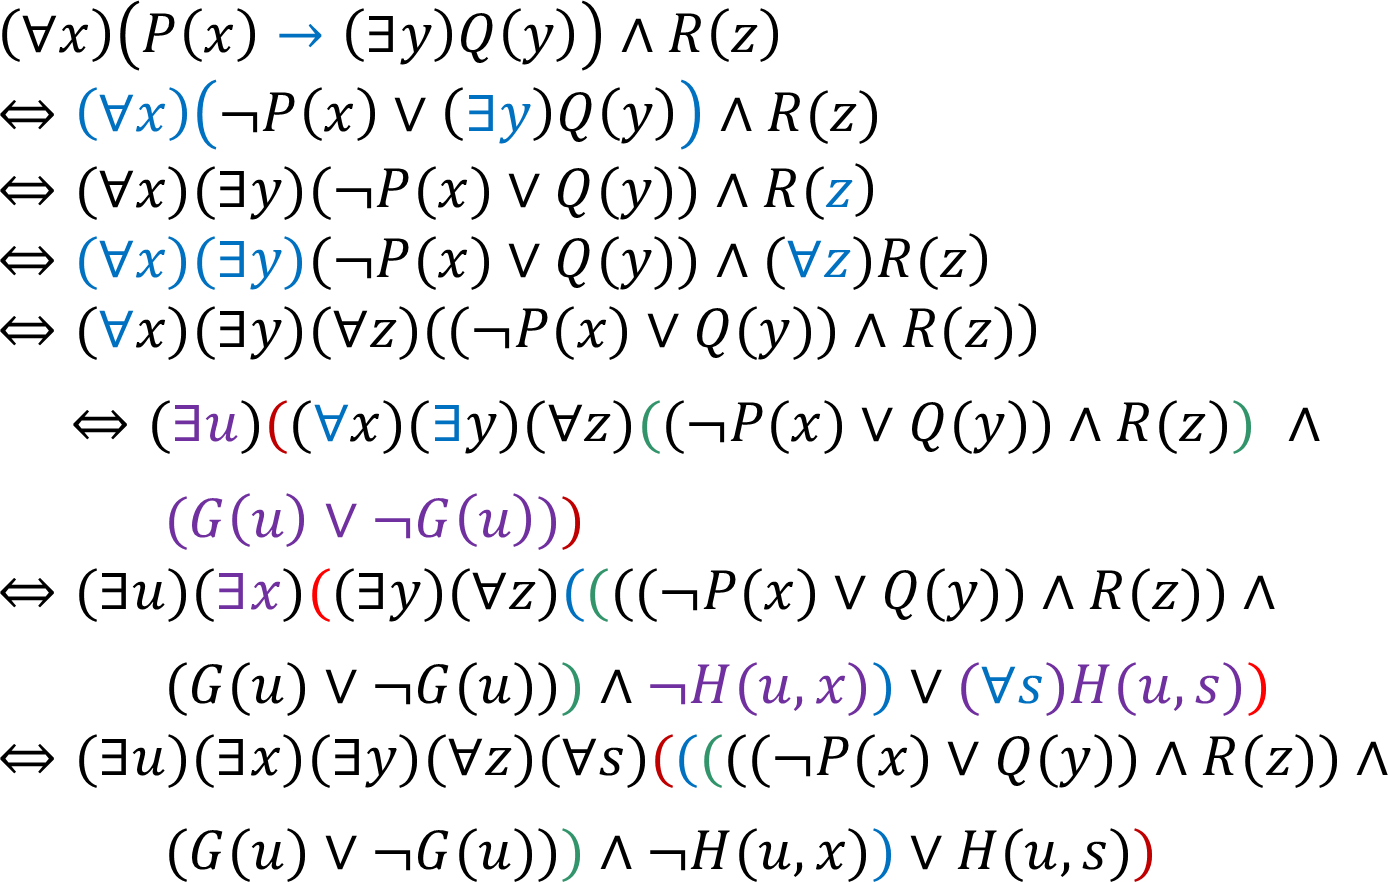 (∀x)(P(x) → (∃y)Q(y)) ∧ R(z)
⇔ (∀x)(¬P(x) ∨ (∃y)Q(y)) ∧ R(z)
⇔ (∀x)(∃y)(¬P(x) ∨ Q(y)) ∧ R(z)
⇔ (∀x)(∃y)(¬P(x) ∨ Q(y)) ∧ (∀z)R(z)
⇔ (∀x)(∃y)(∀z)((¬P(x) ∨ Q(y)) ∧ R(z))
⇔ (∃u)((∀x)(∃y)(∀z)((¬P(x) ∨ Q(y)) ∧ R(z)) ∧
(G(u) ∨ ¬G(u)))
⇔ (∃u)(∃x)((∃y)(∀z)((((¬P(x) ∨ Q(y)) ∧ R(z)) ∧
(G(u) ∨ ¬G(u))) ∧ ¬H(u, x)) ∨ (∀s)H(u, s))
⇔ (∃u)(∃x)(∃y)(∀z)(∀s)(((((¬P(x) ∨ Q(y)) ∧ R(z)) ∧
(G(u) ∨ ¬G(u))) ∧ ¬H(u, x)) ∨ H(u, s))